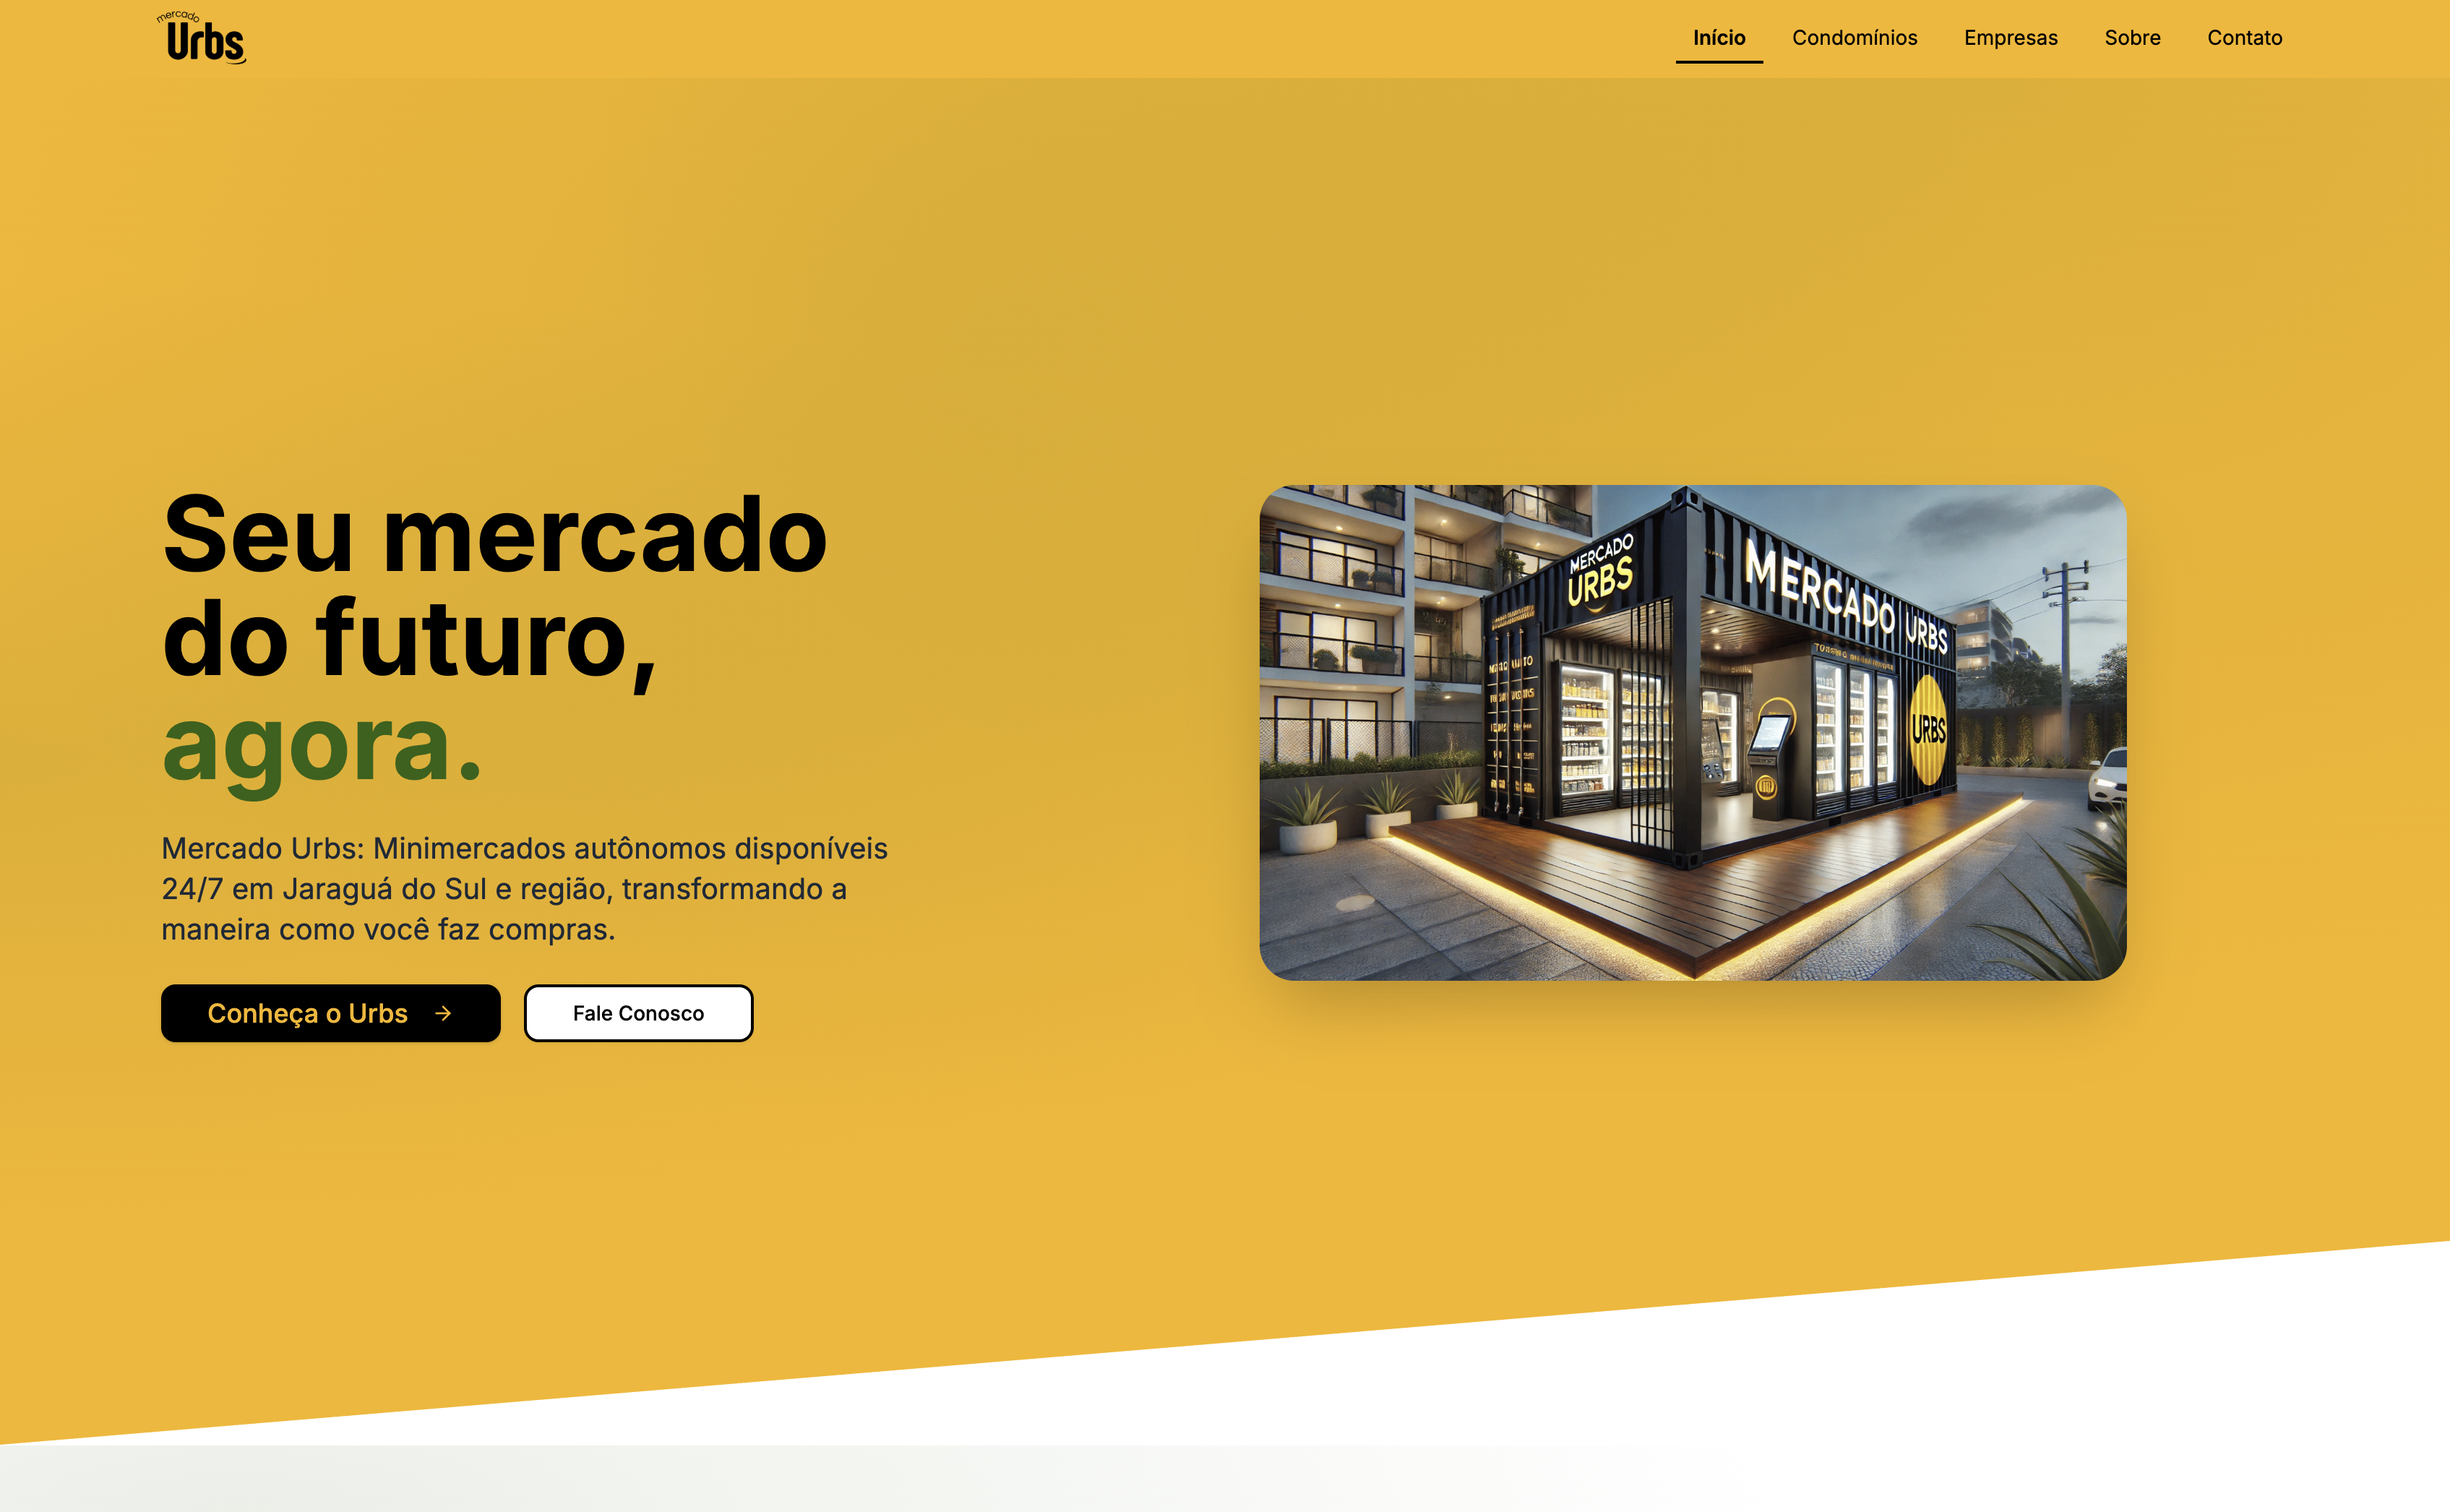 mercado
Urbs
Início
Condomínios
Empresas
Sobre
Contato
Seu mercado
do futuro,
agora.
Mercado Urbs: Minimercados autônomos disponíveis
24/7 em Jaraguá do Sul e região, transformando a
maneira como você faz compras.
Conheça o Urbs
Fale Conosco
MERCADO
URBS
MERCADO URBS
URBS